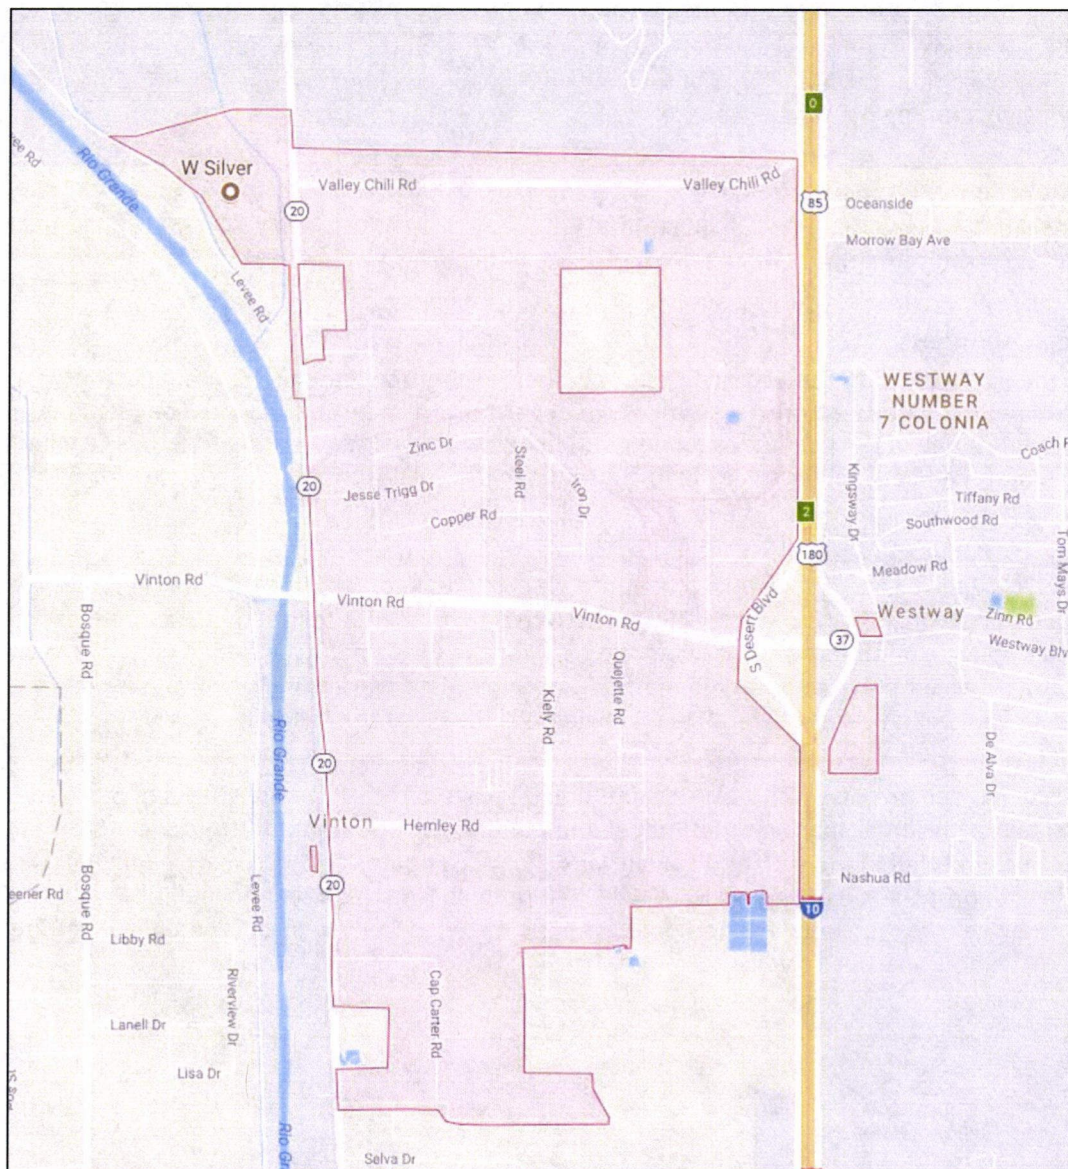 0
ee Rd
Rio Grande
W Silver
Valley Chili Rd
Valley Chili Rd
20
85
Oceanside
Morrow Bay Ave
Levee Rd
WESTWAY
NUMBER
7 COLONIA
Zinc Dr
Coach R
Steel Rd
Iron Dr
20
Jesse Trigg Dr
Kingsway Dr
Tiffany Rd
Copper Rd
2
Southwood Rd
180
Tom Mays Dr
Meadow Rd
Vinton Rd
Vinton Rd
Vinton Rd
S Desert Blvd
Westway
Zinn Rd
37
Westway Blv
Bosque Rd
Quejette Rd
Kiely Rd
Rio Grande
20
De Alva Dr
Vinton
Hemley Rd
20
Nashua Rd
eener Rd
Bosque Rd
Levee Rd
10
Libby Rd
Riverview Dr
Cap Carter Rd
Lanell Dr
Lisa Dr
Rio Gr
Selva Dr